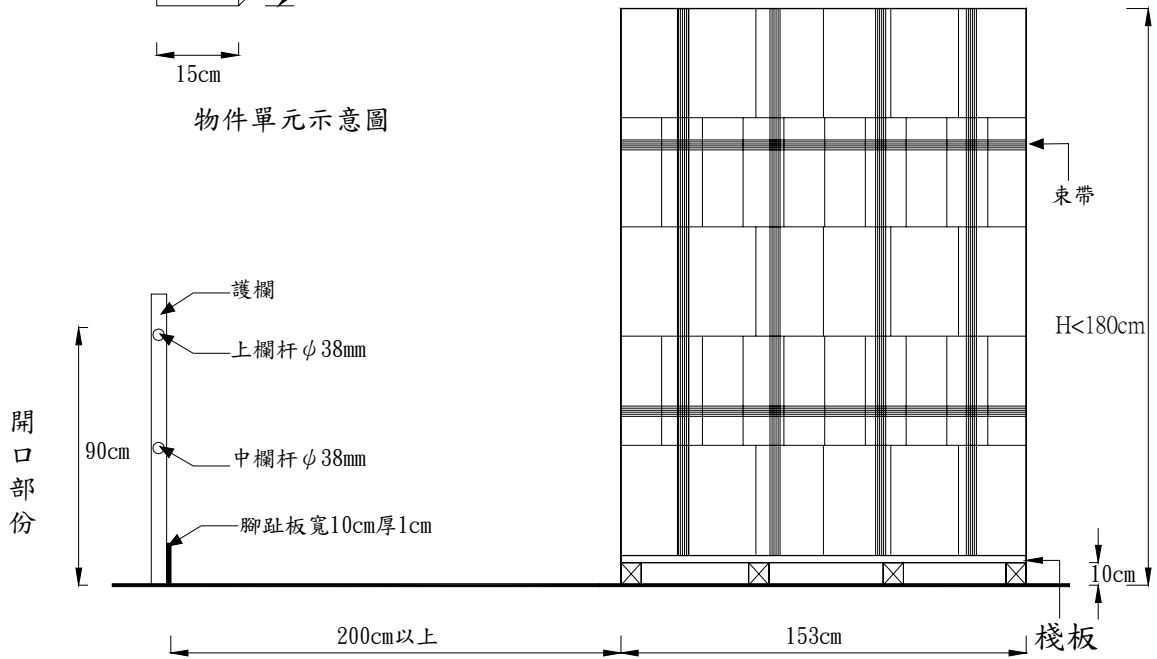 15cm
物件單元示意圖
束帶
護欄
H<180cm
上欄杆φ38mm
開口部份
90cm
中欄杆φ38mm
腳趾板寬10cm厚1cm
10cm
200cm以上
153cm
棧板